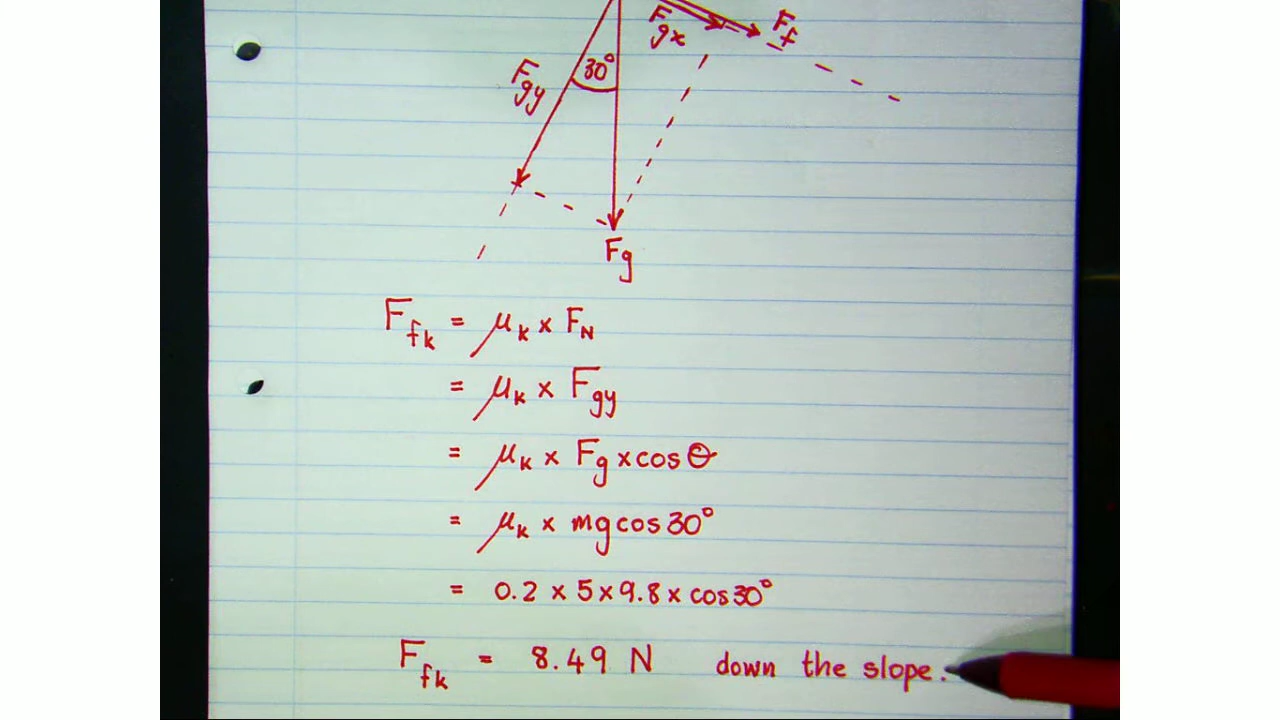 Fgx Ff
30°
Fgy
Fg
Ffk = μk × FN
= μk × Fgy
= μk × Fg × cos θ
= μk × mg cos 30°
= 0.2 × 5 × 9.8 × cos 30°
Ffk = 8.49 N down the slope.